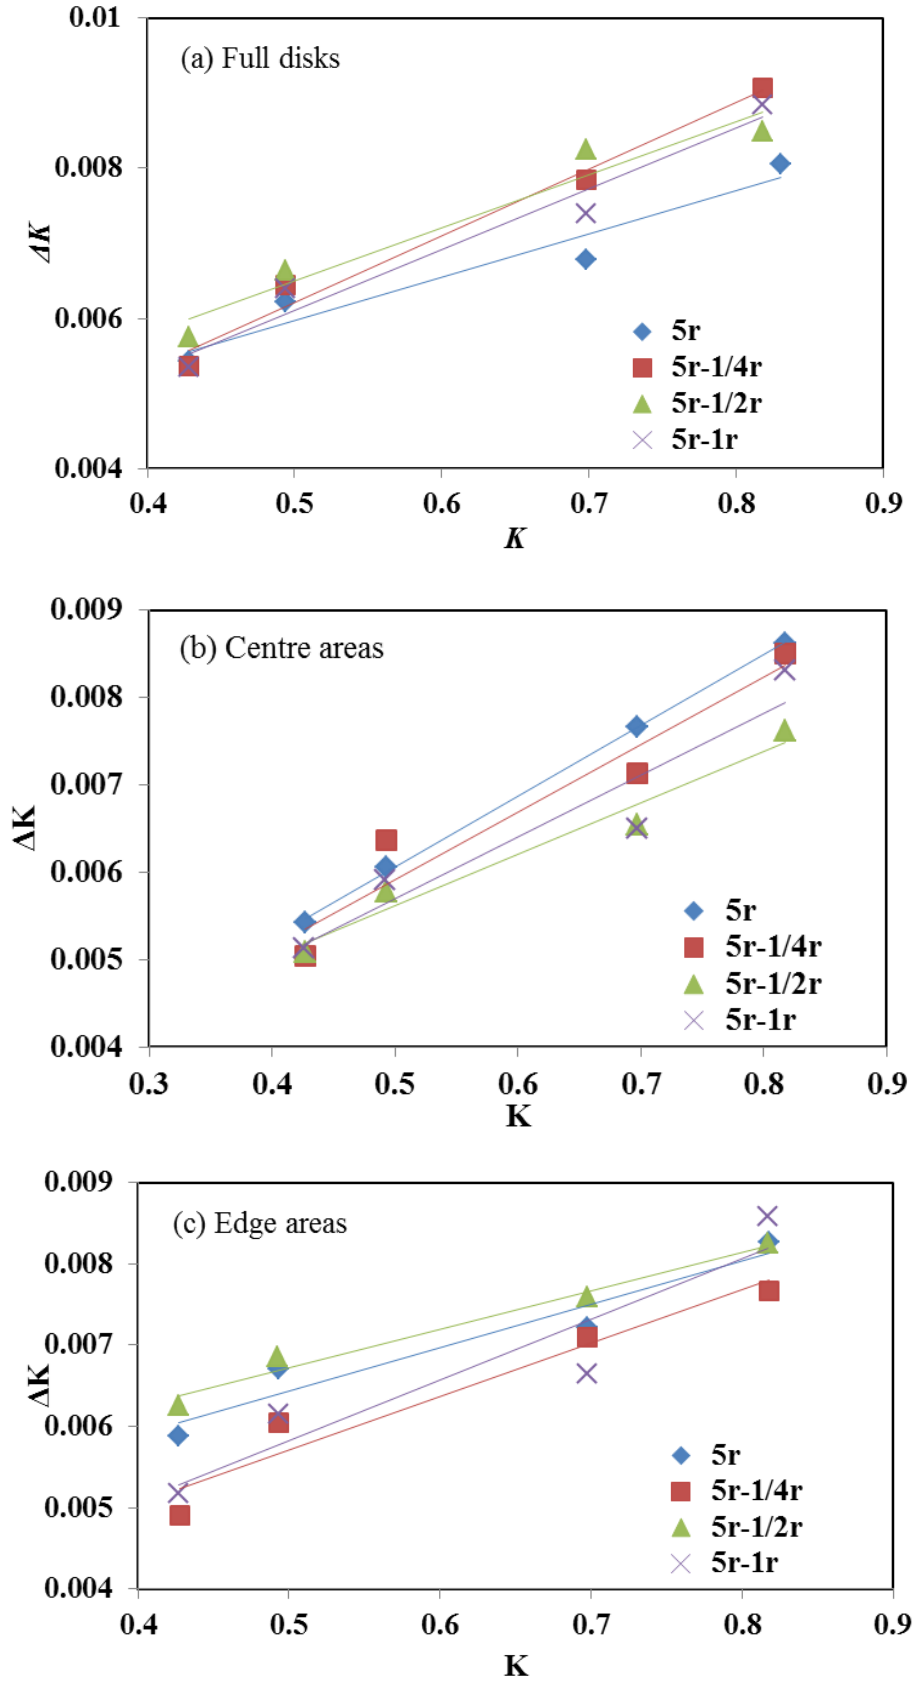 0.01
(a) Full disks
0.008
ΔK
0.006
5r
5r-1/4r
5r-1/2r
5r-1r
0.004
0.4 0.5 0.6 0.7 0.8 0.9
K
0.009
(b) Centre areas
0.008
0.007
ΔK
0.006
5r
5r-1/4r
0.005
5r-1/2r
5r-1r
0.004
0.3 0.4 0.5 0.6 0.7 0.8 0.9
K
0.009
(c) Edge areas
0.008
0.007
ΔK
0.006
5r
5r-1/4r
0.005
5r-1/2r
5r-1r
0.004
0.4 0.5 0.6 0.7 0.8 0.9
K